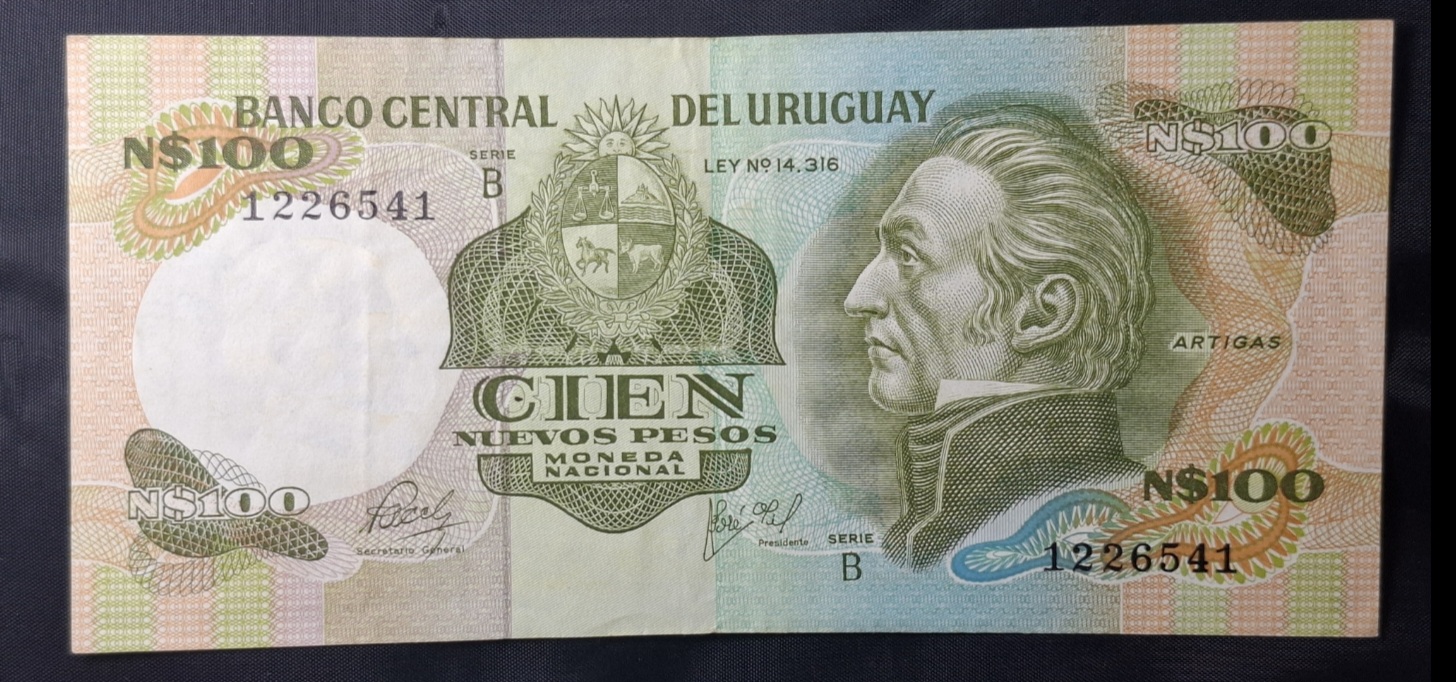 BANCO CENTRAL DEL URUGUAY
N$100
N$100
SERIE
B
LEY Nº 14.316
1226541
ARTIGAS
CIEN
NUEVOS PESOS
MONEDA
NACIONAL
N$100
N$100
Secretario General
Presidente
SERIE
B
1226541